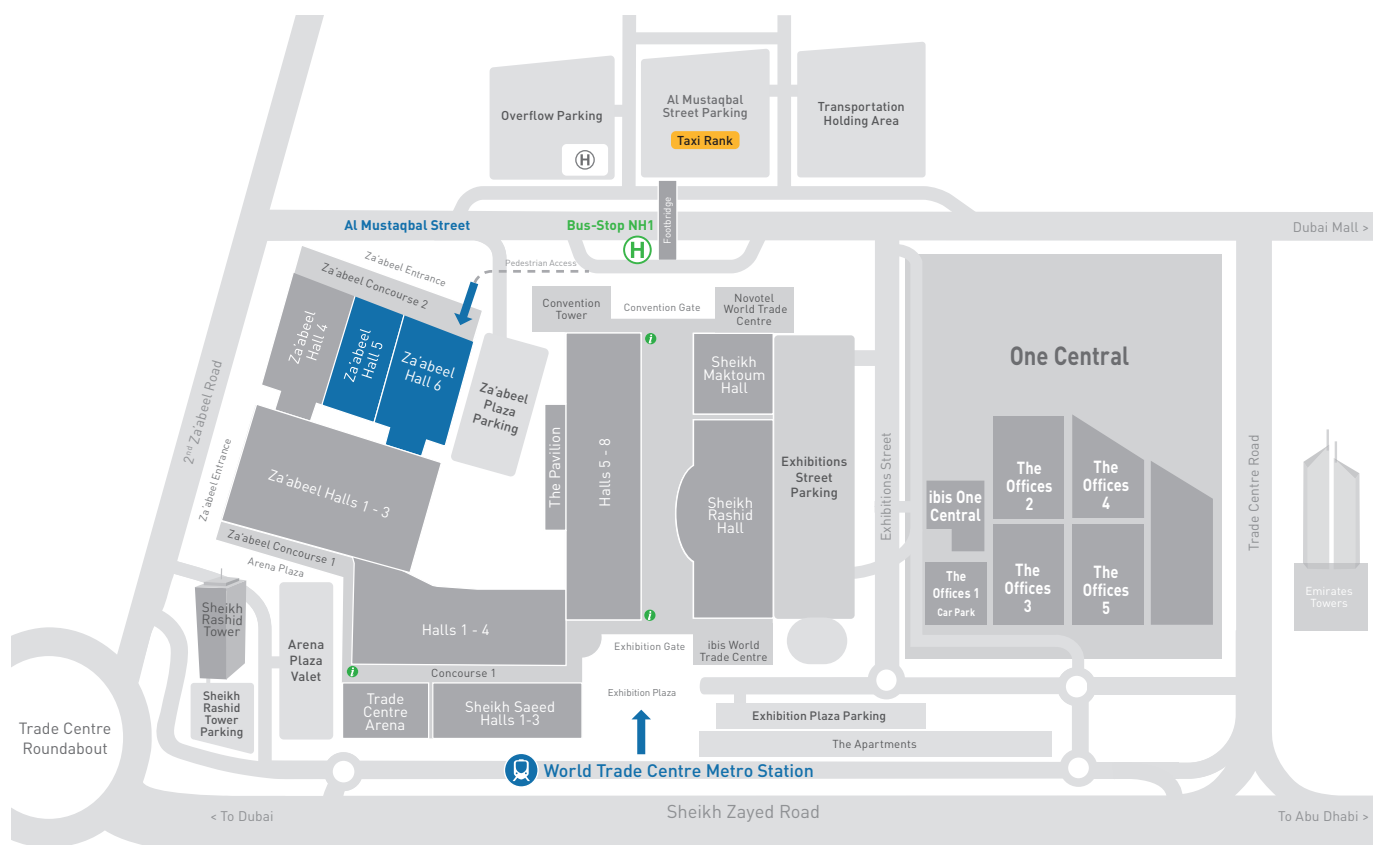 Overflow Parking
H
Al Mustaqbal
Street Parking
Taxi Rank
Transportation
Holding Area
Al Mustaqbal Street
Bus-Stop NH1
H
Footbridge
Dubai Mall >
Pedestrian Access
Za'abeel Entrance
Za'abeel Concourse 2
Za'abeel
Hall 4
Za'abeel
Hall 5
Za'abeel
Hall 6
Za'abeel
Plaza
Parking
Convention
Tower
Convention Gate
Novotel
World Trade
Centre
i
Sheikh
Maktoum
Hall
One Central
2nd Za'abeel Road
Za'abeel Entrance
Za'abeel Halls 1 - 3
The Pavilion
Halls 5 - 8
Sheikh
Rashid
Hall
Exhibitions
Street
Parking
Exhibitions Street
ibis One
Central
The
Offices
2
The
Offices
4
Trade Centre Road
Za'abeel Concourse 1
Arena Plaza
The
Offices 1
Car Park
The
Offices
3
The
Offices
5
Emirates
Towers
Sheikh
Rashid
Tower
Arena
Plaza
Valet
Halls 1 - 4
i
Exhibition Gate
ibis World
Trade Centre
i
Concourse 1
Sheikh
Rashid
Tower
Parking
Trade
Centre
Arena
Sheikh Saeed
Halls 1-3
Exhibition Plaza
Exhibition Plaza Parking
The Apartments
Trade Centre
Roundabout
World Trade Centre Metro Station
< To Dubai
Sheikh Zayed Road
To Abu Dhabi >